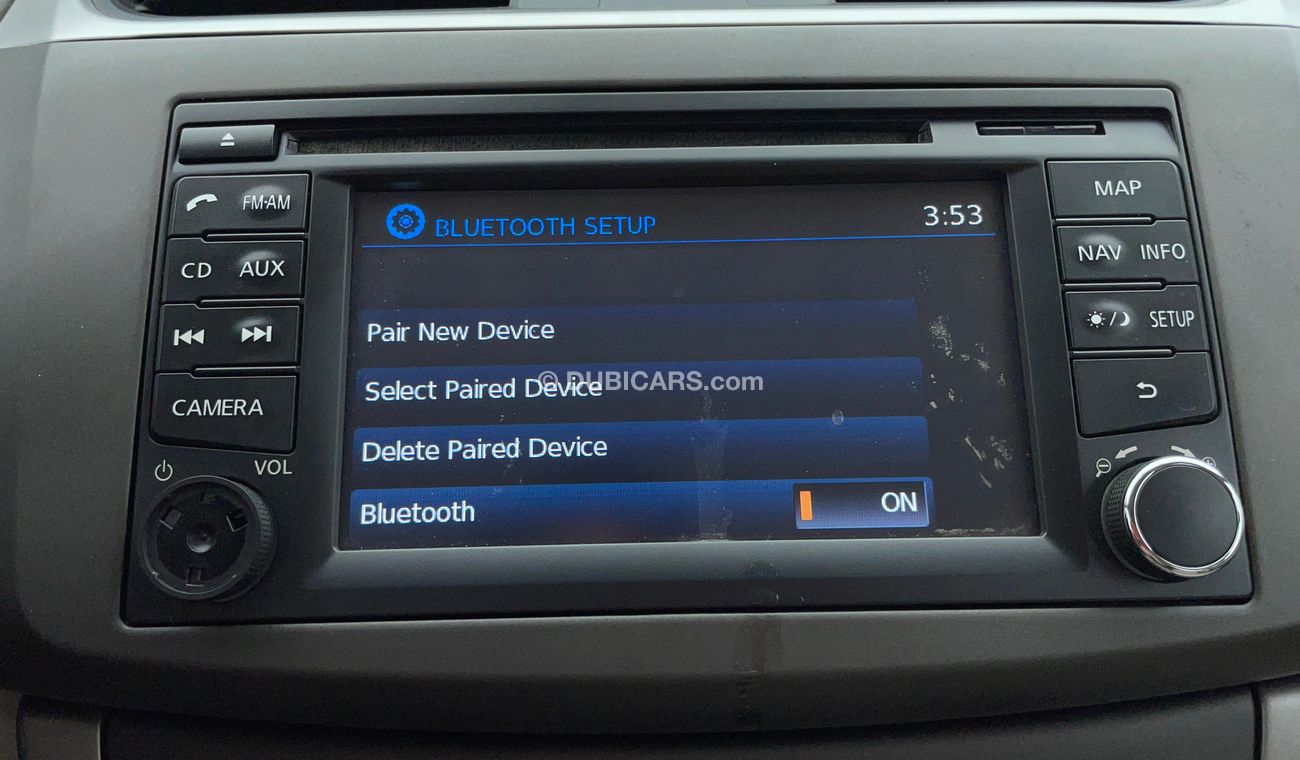 MAP
FM·AM
BLUETOOTH SETUP
3:53
CD AUX
NAV INFO
Pair New Device
SETUP
© DUBICARS.com
Select Paired Device
CAMERA
Delete Paired Device
VOL
Bluetooth
ON